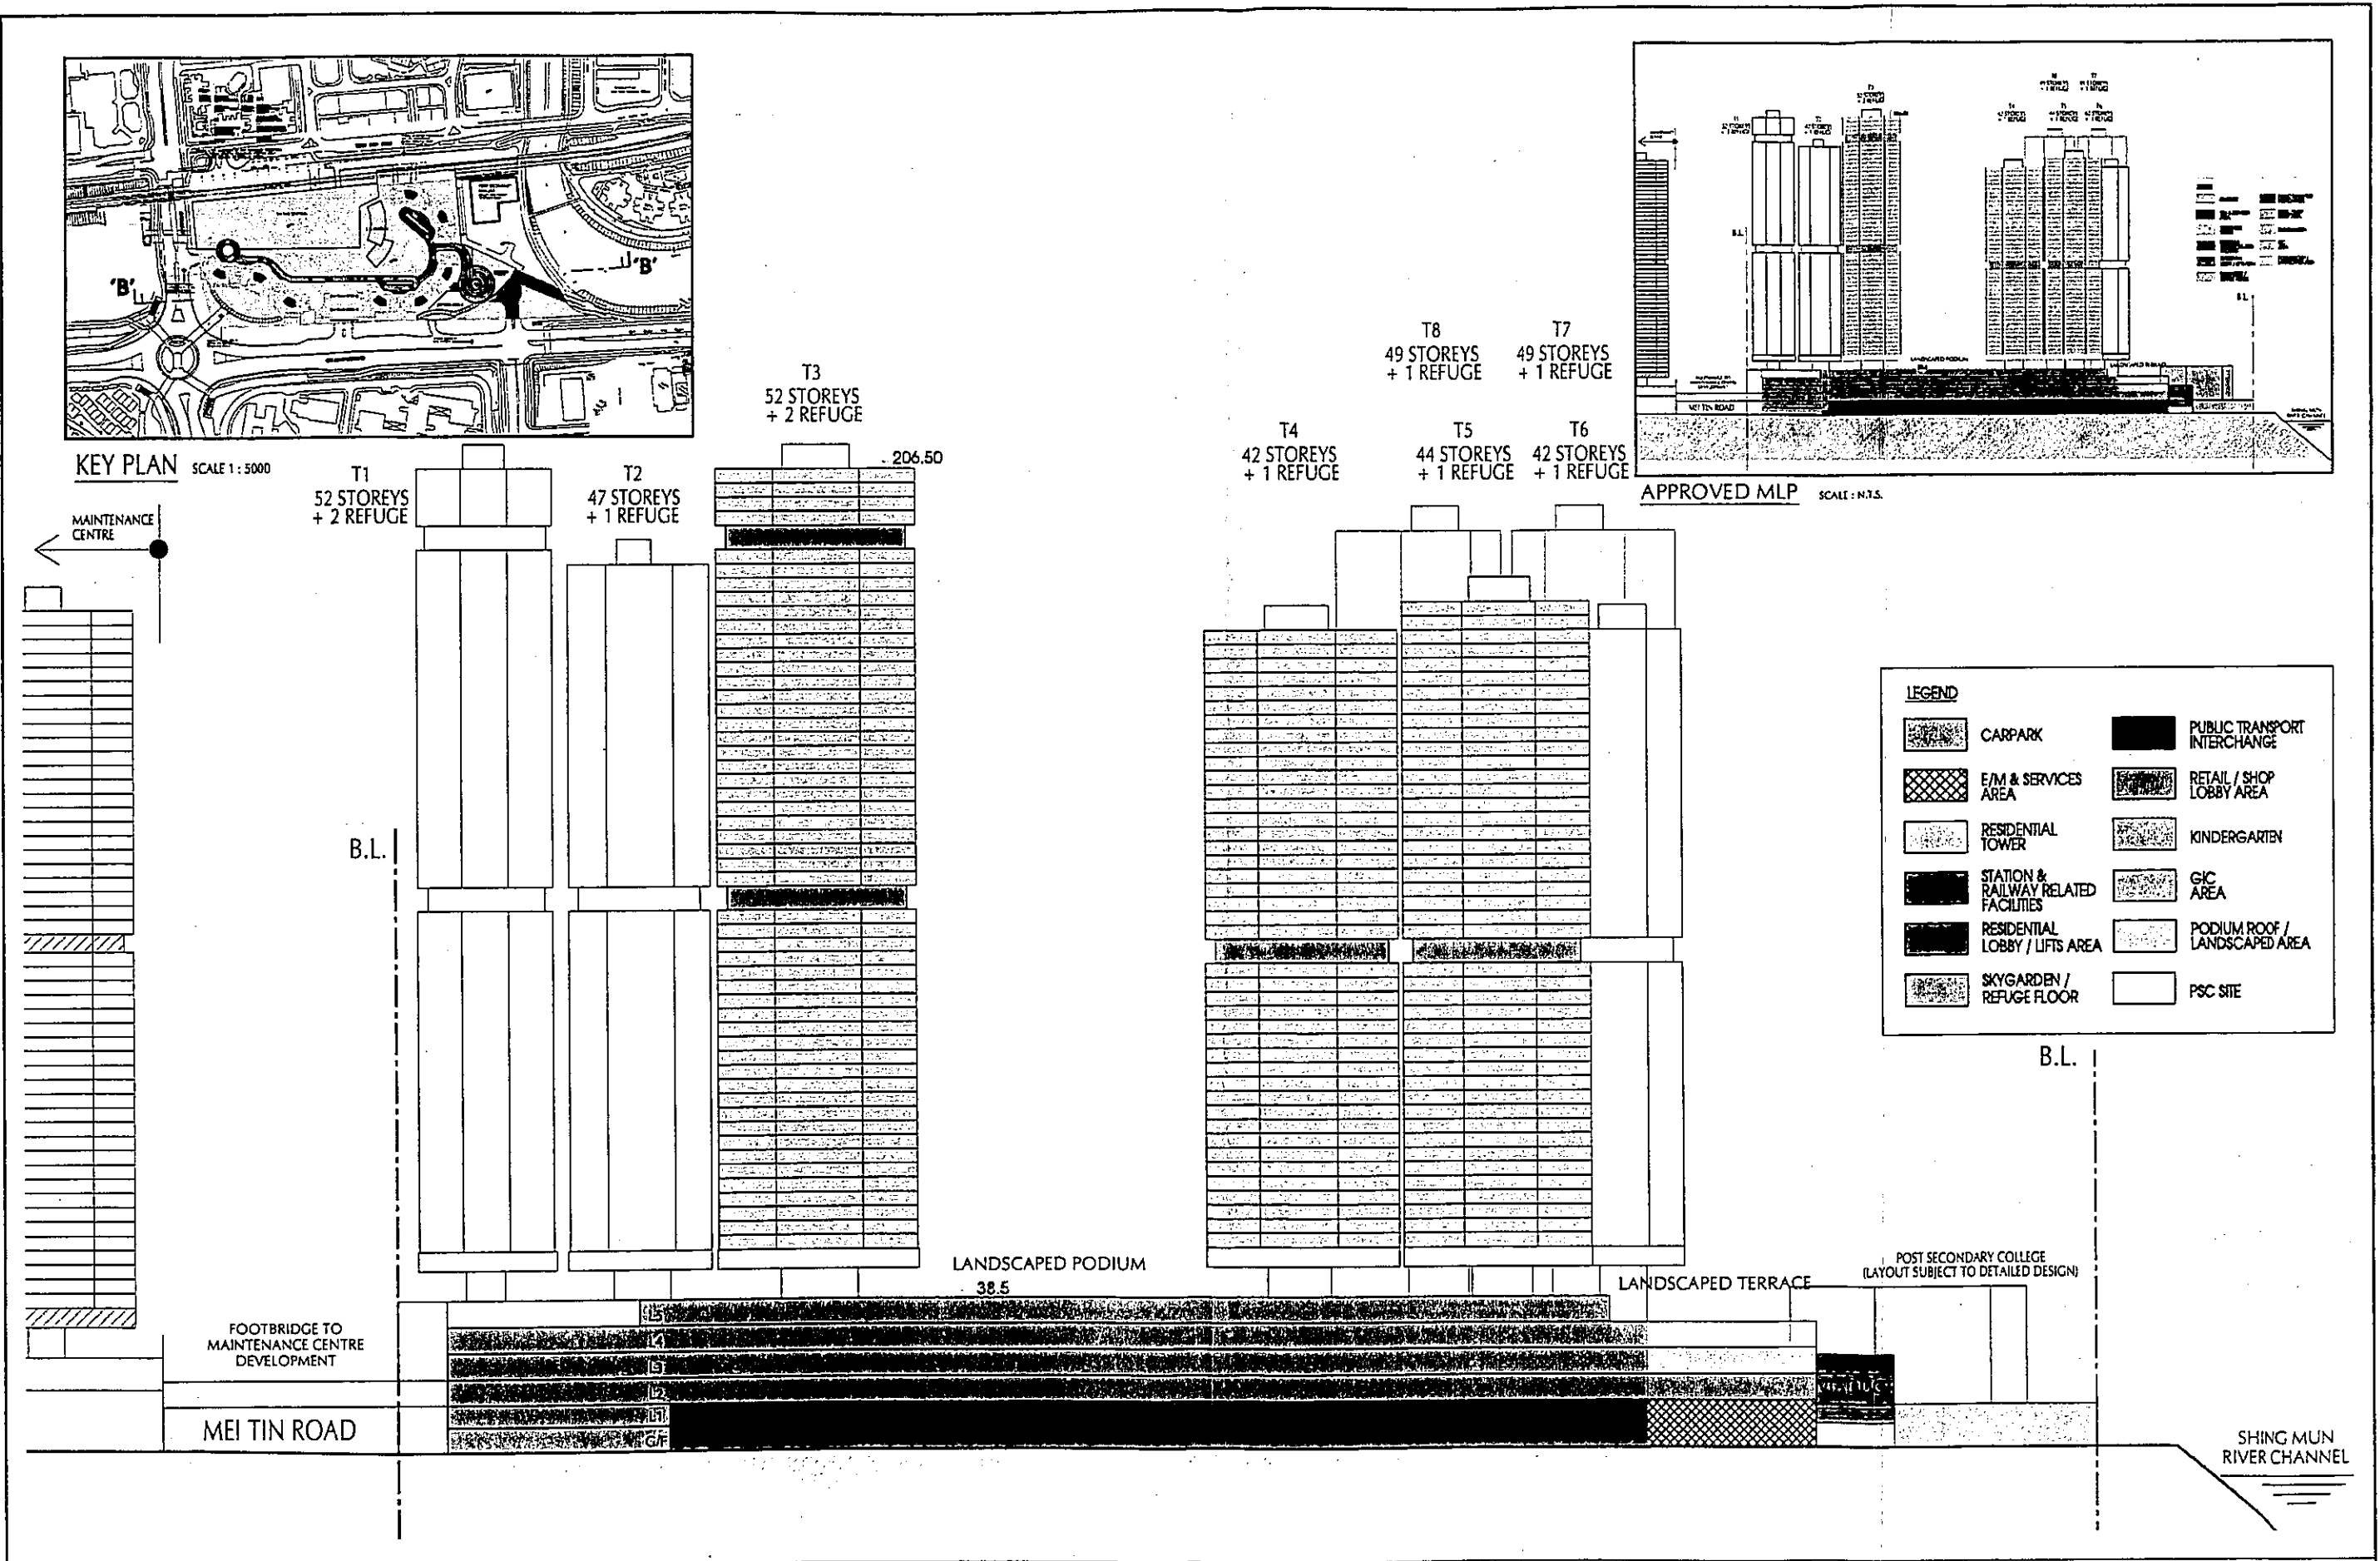 'B'
'B'
KEY PLAN SCALE 1 : 5000
APPROVED MLP SCALE : N.T.S.
B.L.
LANDSCAPED PODIUM
MEI TIN ROAD
B.L.
T8
49 STOREYS
+ 1 REFUGE
T7
49 STOREYS
+ 1 REFUGE
T3
52 STOREYS
+ 2 REFUGE
206.50
T1
52 STOREYS
+ 2 REFUGE
T2
47 STOREYS
+ 1 REFUGE
T4
42 STOREYS
+ 1 REFUGE
T5
44 STOREYS
+ 1 REFUGE
T6
42 STOREYS
+ 1 REFUGE
MAINTENANCE
CENTRE
LEGEND
CARPARK
E/M & SERVICES
AREA
RESIDENTIAL
TOWER
STATION &
RAILWAY RELATED
FACILITIES
RESIDENTIAL
LOBBY / LIFTS AREA
SKYGARDEN /
REFUGE FLOOR
PUBLIC TRANSPORT
INTERCHANGE
RETAIL / SHOP
LOBBY AREA
KINDERGARTEN
GIC
AREA
PODIUM ROOF /
LANDSCAPED AREA
PSC SITE
B.L.
B.L.
LANDSCAPED PODIUM
38.5
LANDSCAPED TERRACE
POST SECONDARY COLLEGE
(LAYOUT SUBJECT TO DETAILED DESIGN)
FOOTBRIDGE TO
MAINTENANCE CENTRE
DEVELOPMENT
L5
L4
L3
L2
L1
G/F
VIADUCT
MEI TIN ROAD
SHING MUN
RIVER CHANNEL